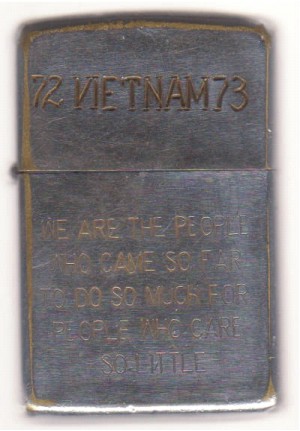 72 VIETNAM 73
WE ARE THE PEOPLE
WHO CAME SO FAR
TO DO SO MUCH FOR
PEOPLE WHO CARE
SO LITTLE